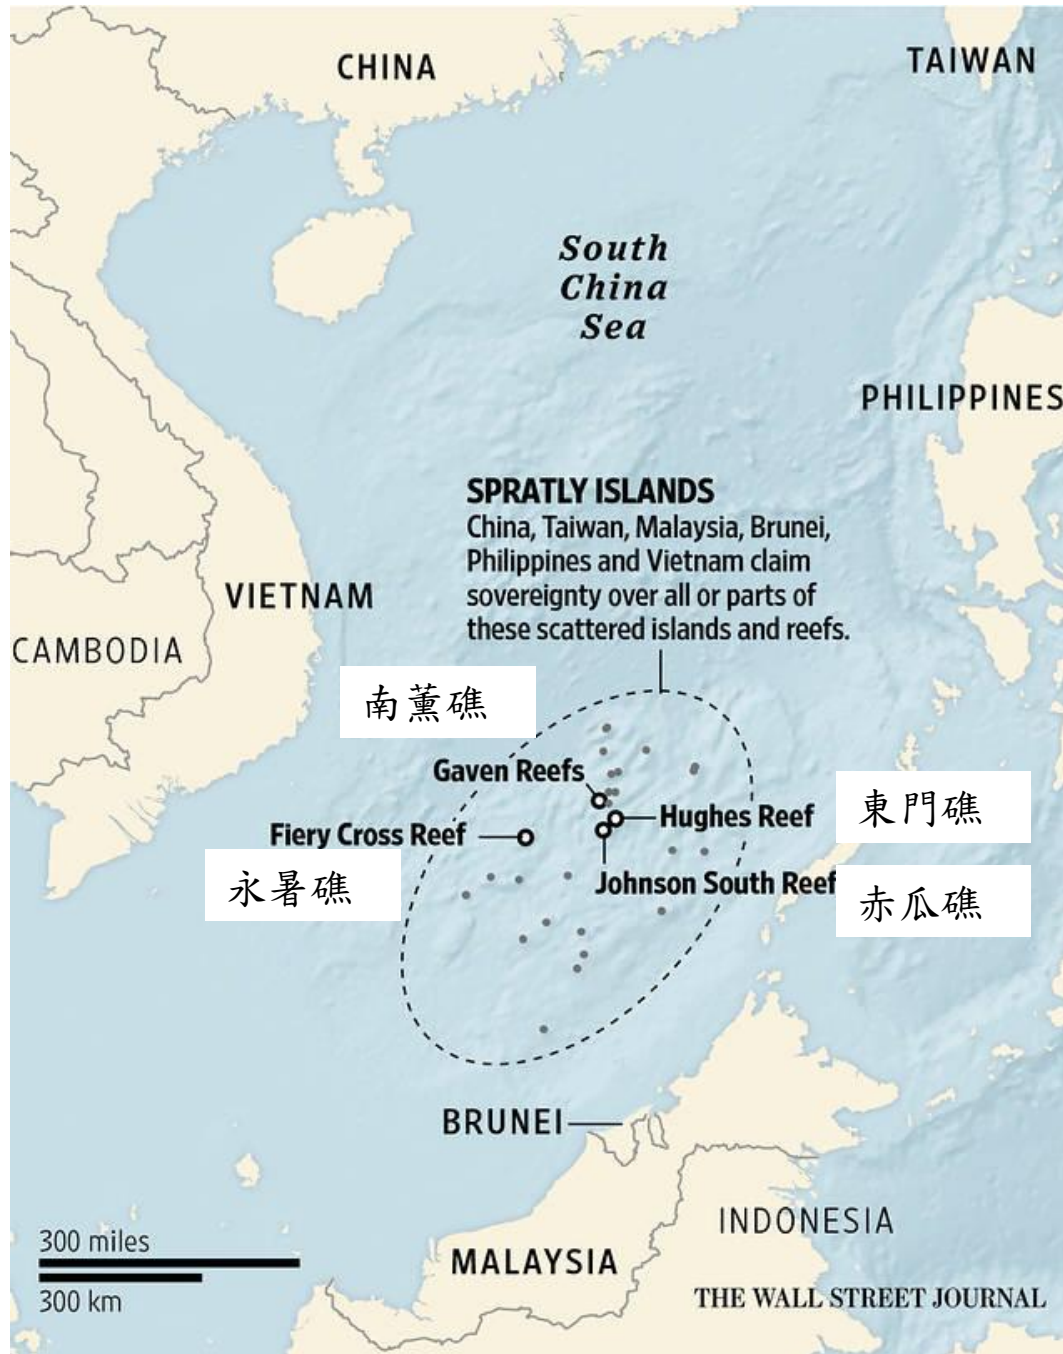 CHINA
TAIWAN
South
China
Sea
PHILIPPINES
SPRATLY ISLANDS
China, Taiwan, Malaysia, Brunei,
Philippines and Vietnam claim
sovereignty over all or parts of
these scattered islands and reefs.
VIETNAM
CAMBODIA
南薰礁
Gaven Reefs
東門礁
Hughes Reef
Fiery Cross Reef
永暑礁
Johnson South Reef
赤瓜礁
BRUNEI
INDONESIA
MALAYSIA
300 miles
300 km
THE WALL STREET JOURNAL